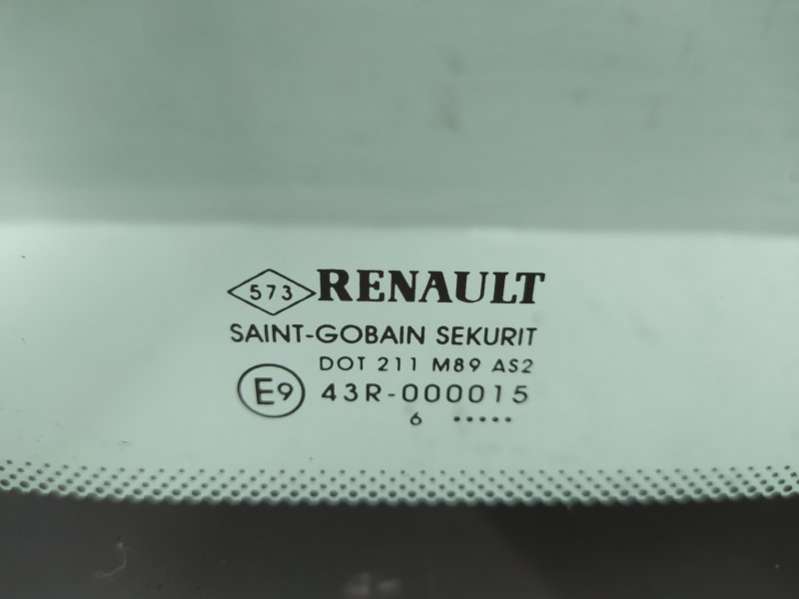 573 RENAULT
SAINT-GOBAIN SEKURIT
DOT 211 M89 AS2
E9 43R-000015
6 .....